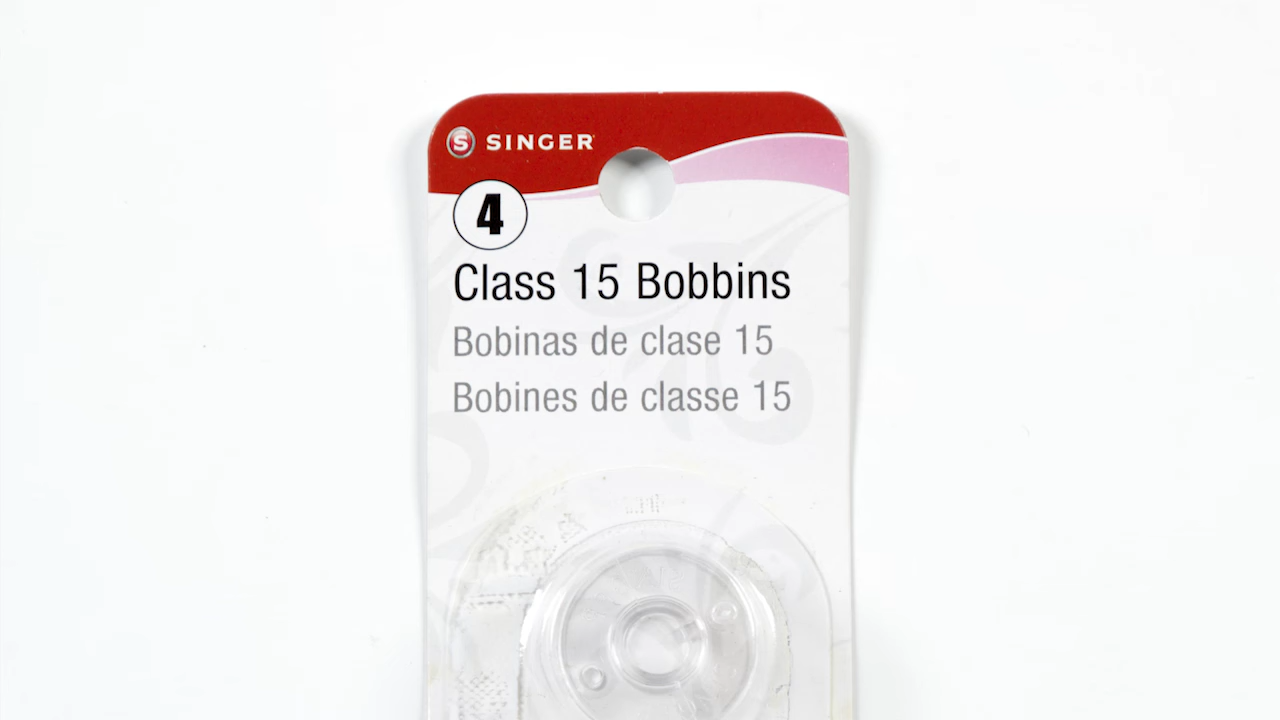 S SINGER
4
Class 15 Bobbins
Bobinas de clase 15
Bobines de classe 15